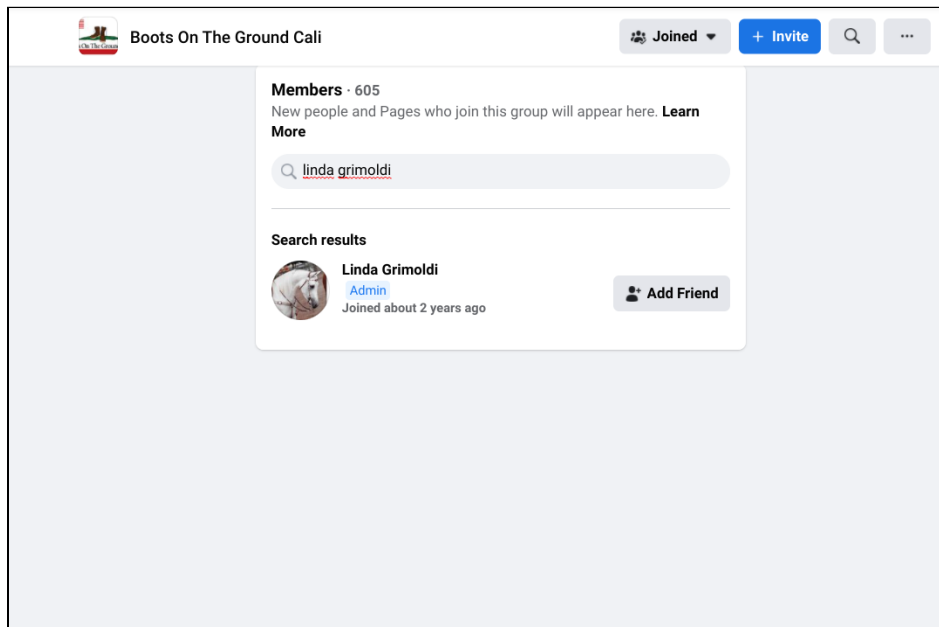 Boots On The Ground Cali
Joined
+ Invite
Members · 605
New people and Pages who join this group will appear here. Learn
More
linda grimoldi
Search results
Linda Grimoldi
Admin
Joined about 2 years ago
Add Friend